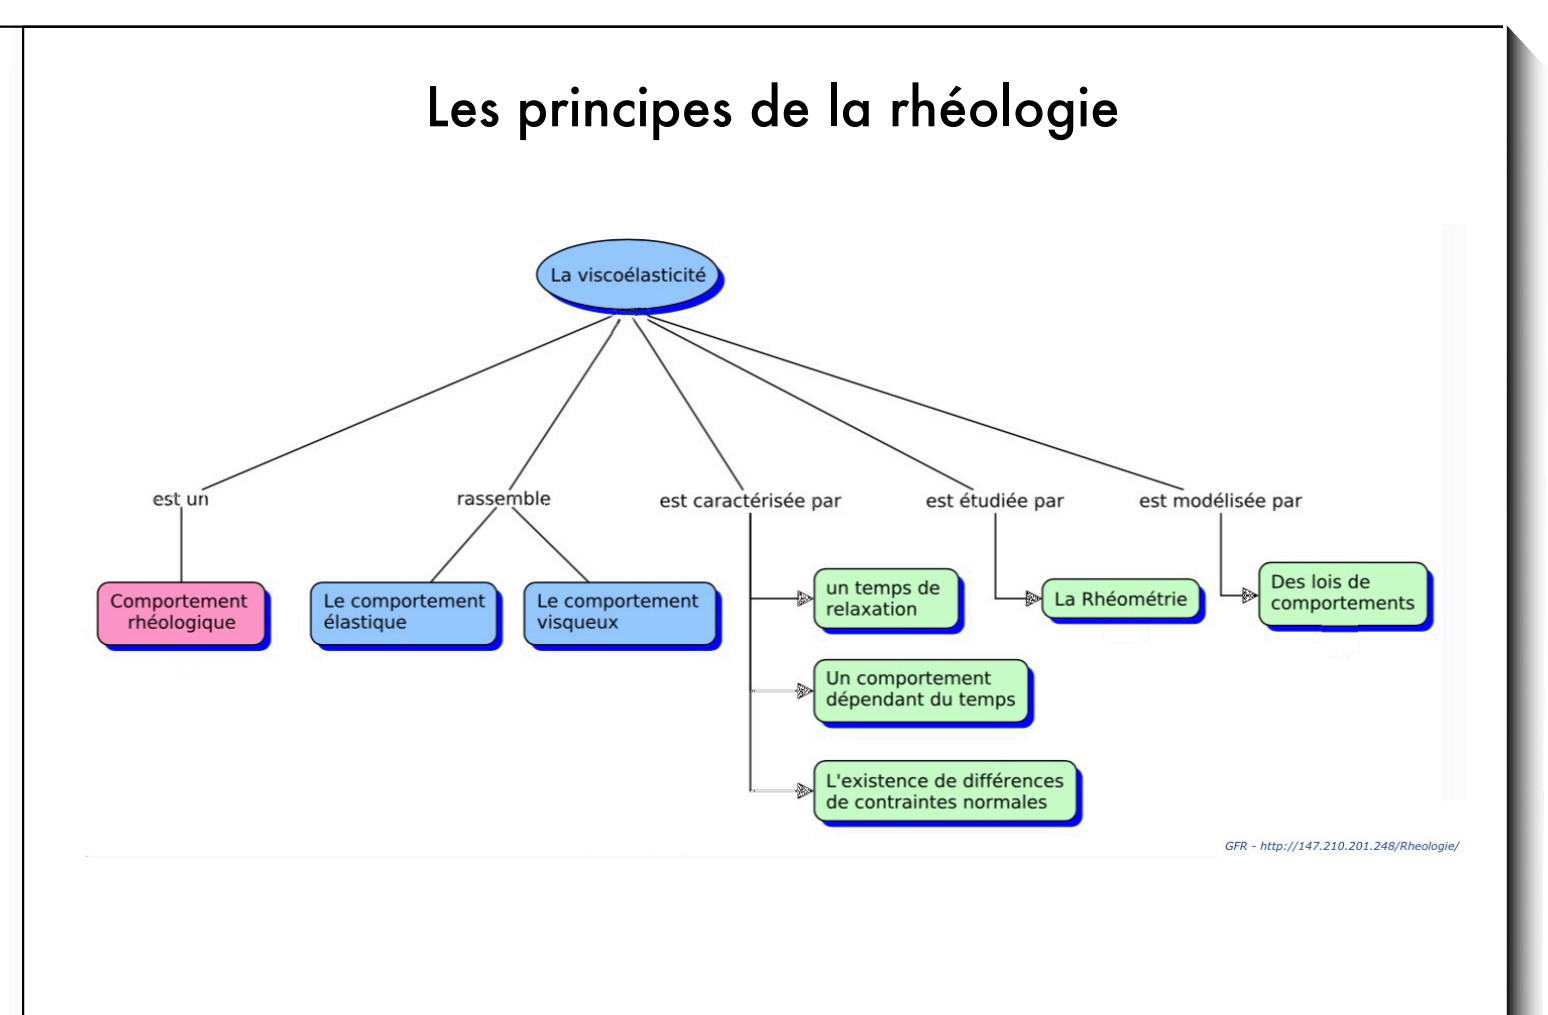 Les principes de la rhéologie
La viscoélasticité
est un
rassemble
est caractérisée par
est étudiée par
est modélisée par
Comportement
rhéologique
Le comportement
élastique
Le comportement
visqueux
un temps de
relaxation
La Rhéométrie
Des lois de
comportements
Un comportement
dépendant du temps
L'existence de différences
de contraintes normales
GFR - http://147.210.201.248/Rheologie/